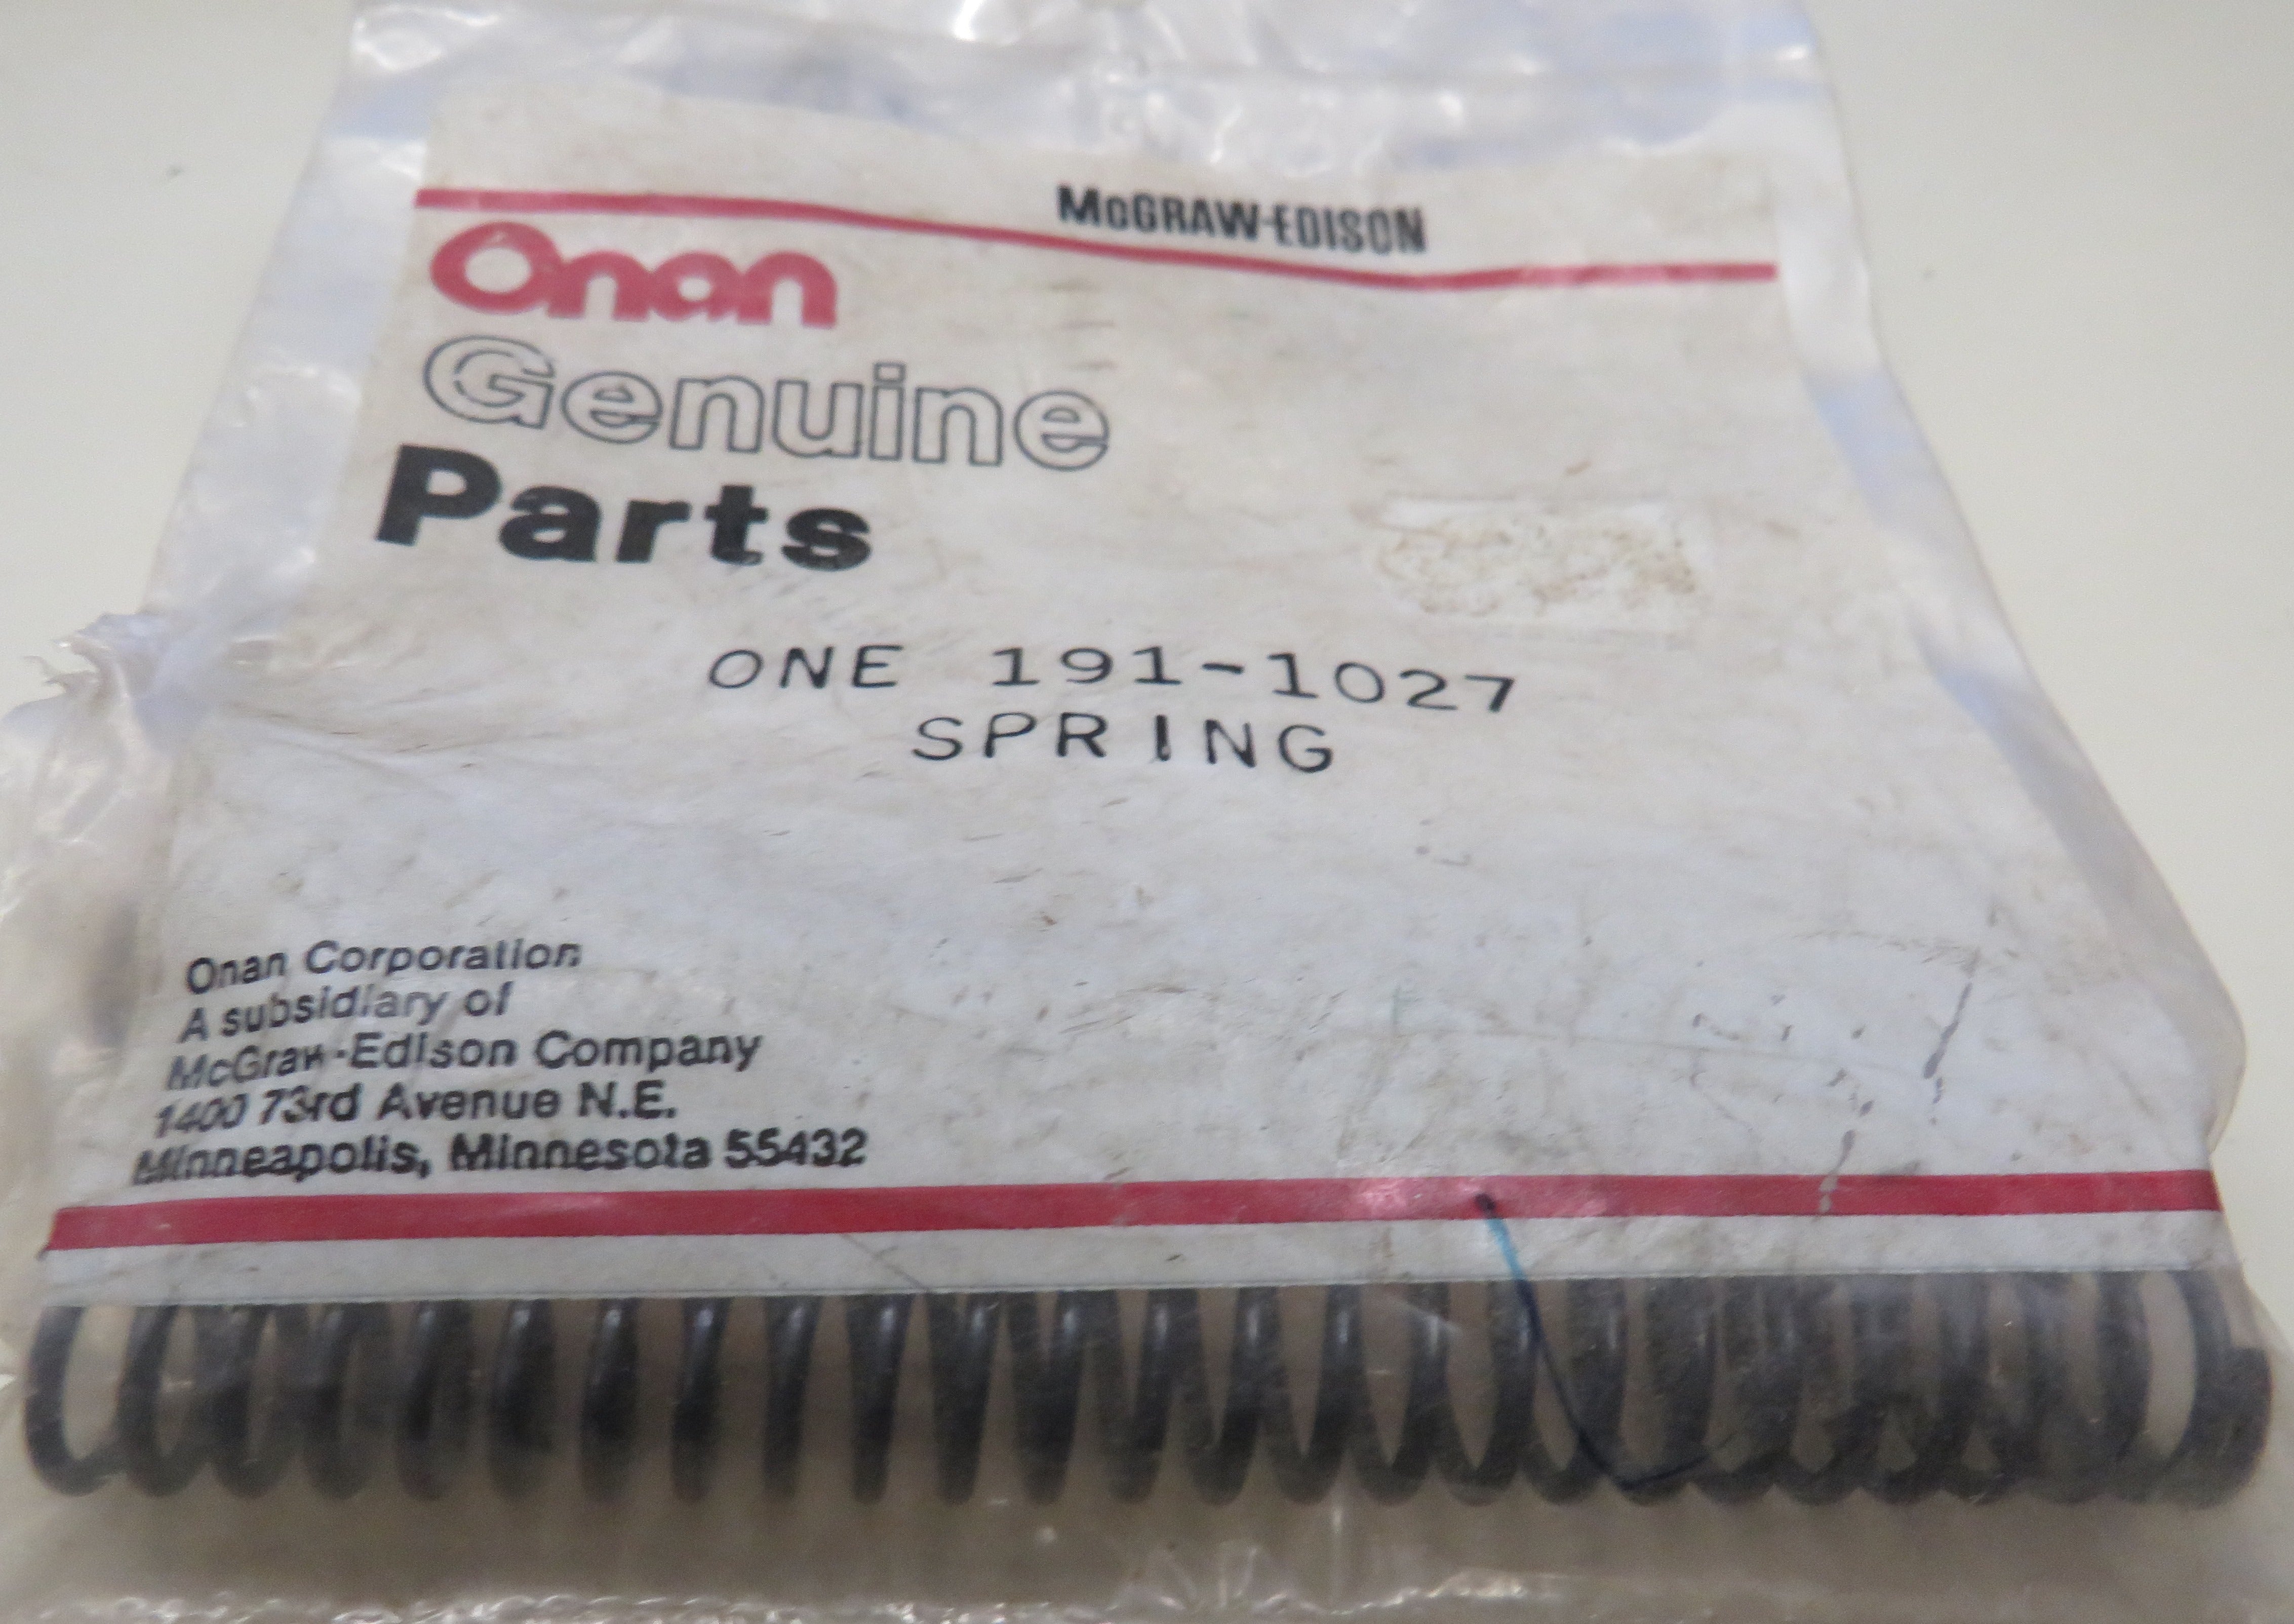 McGRAW-EDISON
Onan
Genuine
Parts
ONE 191-1027
SPRING
Onan Corporation
A subsidiary of
McGraw-Edison Company
1400 73rd Avenue N.E.
Minneapolis, Minnesota 55432